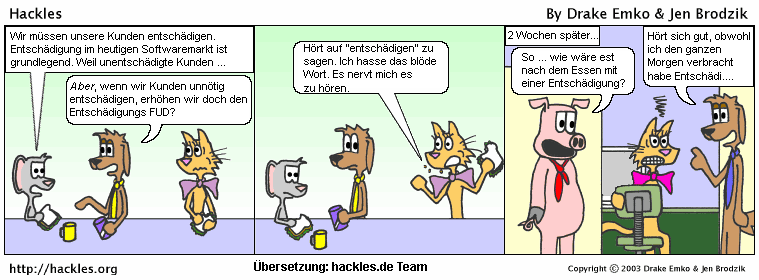 Hackles
By Drake Emko & Jen Brodzik
Wir müssen unsere Kunden entschädigen.
Entschädigung im heutigen Softwaremarkt ist
grundlegend. Weil unentschädigte Kunden ...
Aber, wenn wir Kunden unnötig
entschädigen, erhöhen wir doch den
Entschädigungs FUD?
Hört auf "entschädigen" zu
sagen. Ich hasse das blöde
Wort. Es nervt mich es
zu hören.
2 Wochen später...
So ... wie wäre est
nach dem Essen mit
einer Entschädigung?
Hört sich gut, obwohl
ich den ganzen
Morgen verbracht
habe Entschädi....
http://hackles.org
Übersetzung: hackles.de Team
Copyright © 2003 Drake Emko & Jen Brodzik